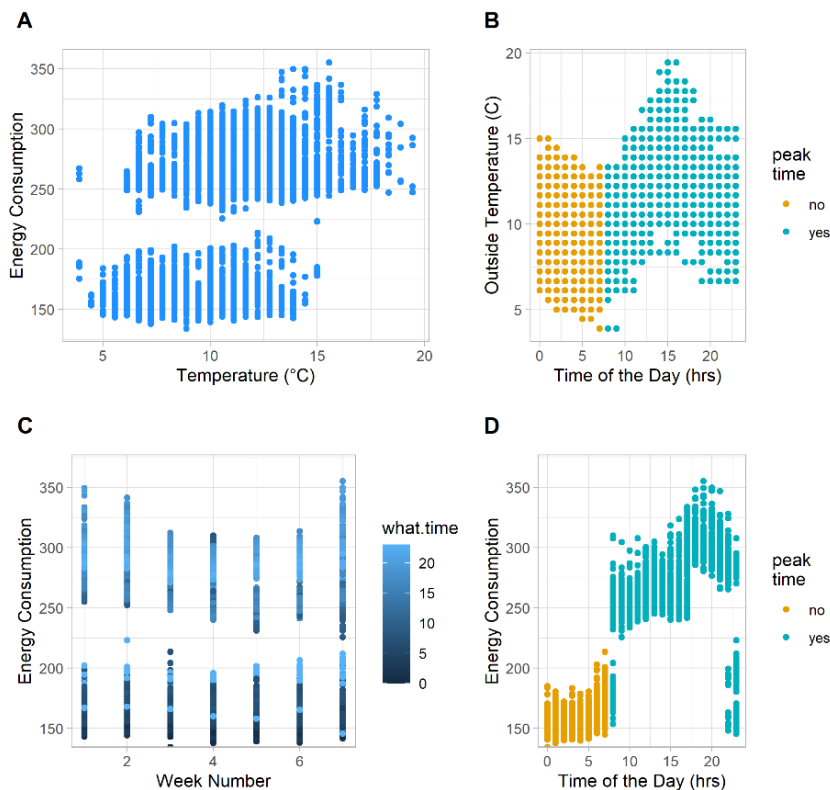 A
350
300
250
200
150
Energy Consumption
5
10
15
20
Temperature (°C)
B
20
15
10
5
Outside Temperature (C)
0
5
10
15
20
Time of the Day (hrs)
peak
time
no
yes
C
350
300
250
200
150
Energy Consumption
2
4
6
Week Number
what.time
20
15
10
5
0
D
350
300
250
200
150
Energy Consumption
0
5
10
15
20
Time of the Day (hrs)
peak
time
no
yes